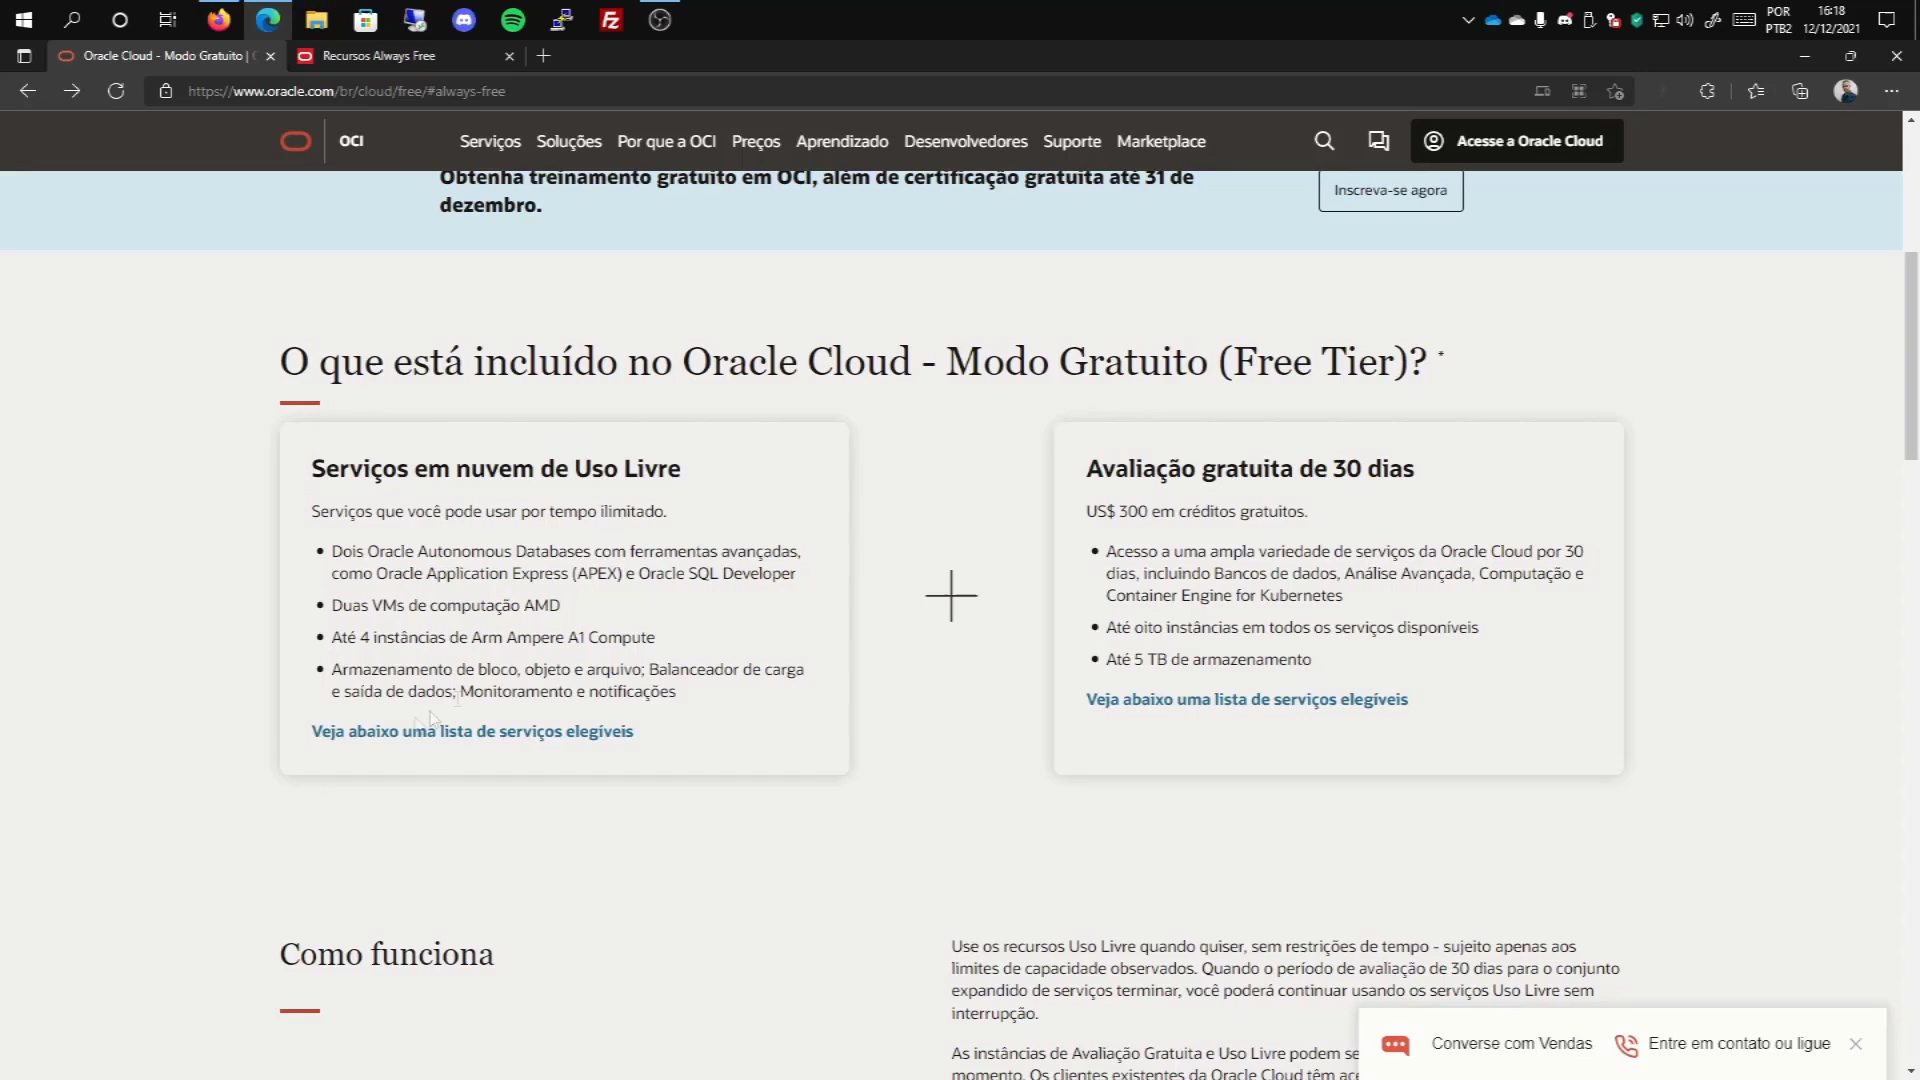 POR
PTB2
16:18
12/12/2021
Oracle Cloud - Modo Gratuito |
Recursos Always Free
https://www.oracle.com/br/cloud/free/#always-free
OCI
Serviços
Soluções
Por que a OCI
Preços
Aprendizado
Desenvolvedores
Suporte
Marketplace
Acesse a Oracle Cloud
Obtenha treinamento gratuito em OCI, além de certificação gratuita até 31 de
dezembro.
Inscreva-se agora
O que está incluído no Oracle Cloud - Modo Gratuito (Free Tier)? *
Serviços em nuvem de Uso Livre
Serviços que você pode usar por tempo ilimitado.
• Dois Oracle Autonomous Databases com ferramentas avançadas,
como Oracle Application Express (APEX) e Oracle SQL Developer
• Duas VMs de computação AMD
• Até 4 instâncias de Arm Ampere A1 Compute
• Armazenamento de bloco, objeto e arquivo; Balanceador de carga
e saída de dados; Monitoramento e notificações
Veja abaixo uma lista de serviços elegíveis
Avaliação gratuita de 30 dias
US$ 300 em créditos gratuitos.
• Acesso a uma ampla variedade de serviços da Oracle Cloud por 30
dias, incluindo Bancos de dados, Análise Avançada, Computação e
Container Engine for Kubernetes
• Até oito instâncias em todos os serviços disponíveis
• Até 5 TB de armazenamento
Veja abaixo uma lista de serviços elegíveis
Como funciona
Use os recursos Uso Livre quando quiser, sem restrições de tempo - sujeito apenas aos
limites de capacidade observados. Quando o período de avaliação de 30 dias para o conjunto
expandido de serviços terminar, você poderá continuar usando os serviços Uso Livre sem
interrupção.
As instâncias de Avaliação Gratuita e Uso Livre podem se
momento. Os clientes existentes da Oracle Cloud têm ace
Converse com Vendas
Entre em contato ou ligue